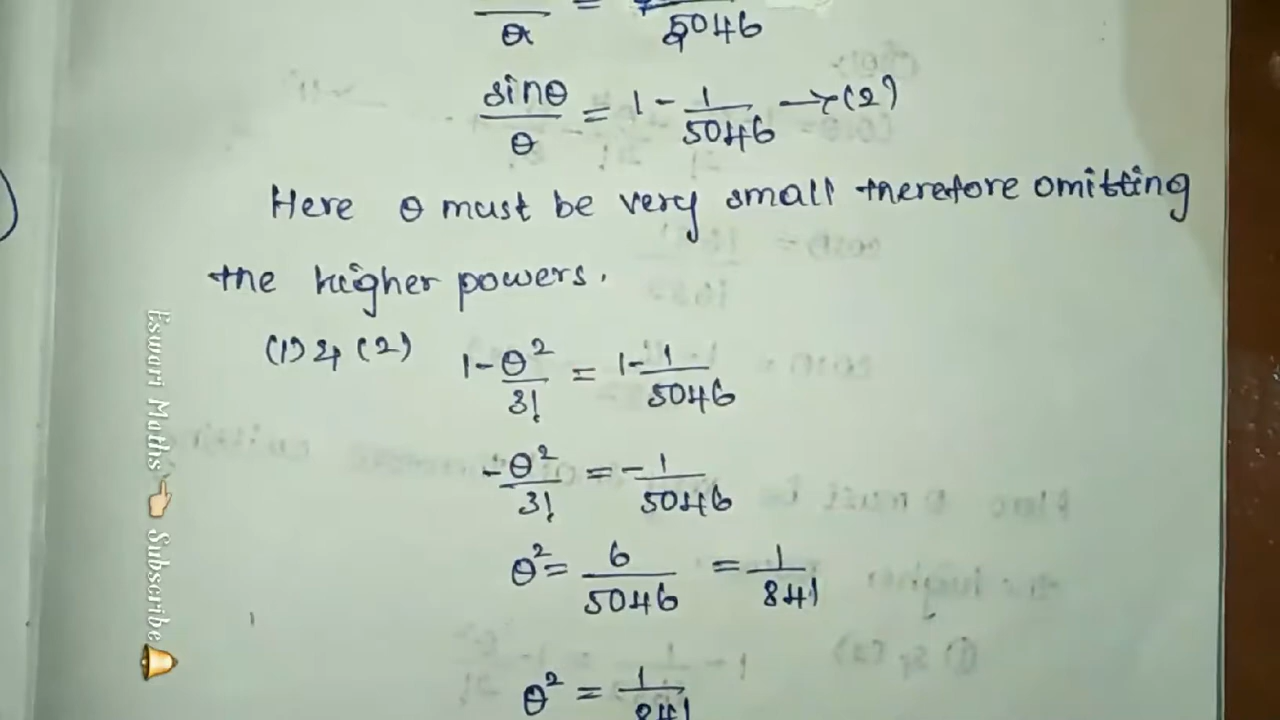 θ = 5046
sinθ/θ = 1 - 1/5046 → (2)
Here θ must be very small therefore omitting
the higher powers.
(1) & (2) 1 - θ²/3! = 1 - 1/5046
-θ²/3! = -1/5046
θ² = 6/5046 = 1/841
θ² = 1/841
Eswari Maths 👈🏻 Subscribe🔔